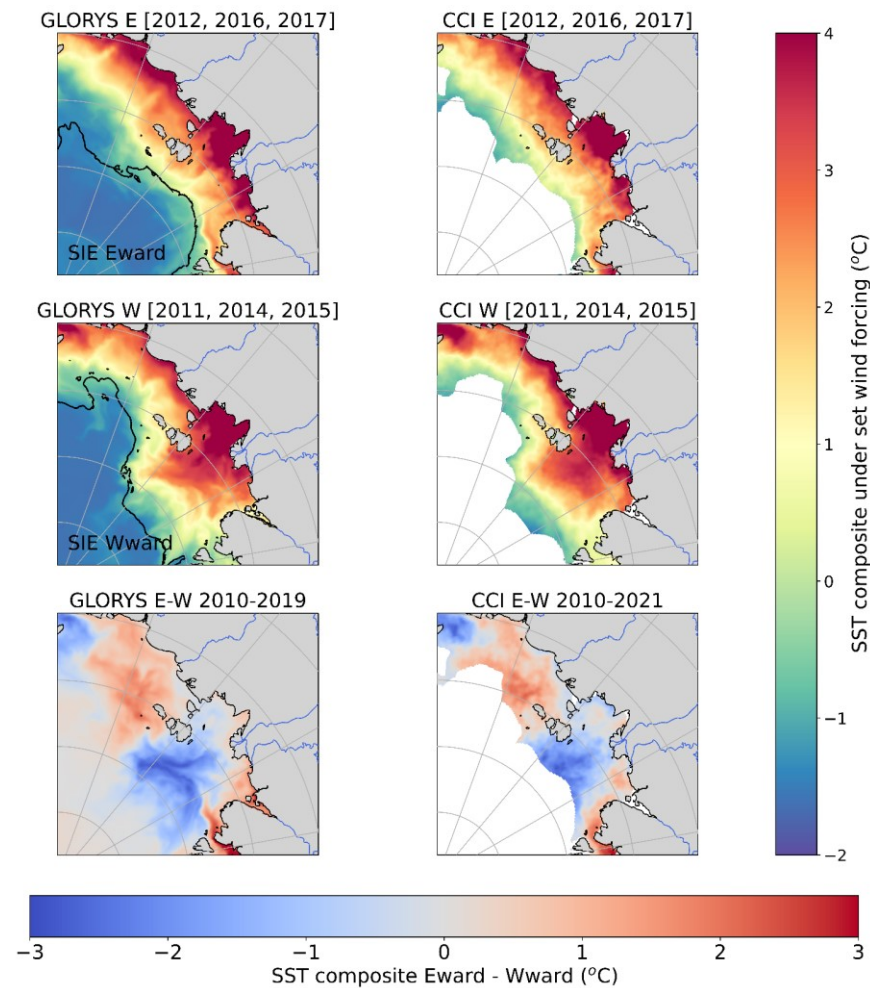 GLORYS E [2012, 2016, 2017]
CCI E [2012, 2016, 2017]
SIE Eward
GLORYS W [2011, 2014, 2015]
CCI W [2011, 2014, 2015]
SIE Wward
GLORYS E-W 2010-2019
CCI E-W 2010-2021
4
3
2
1
0
−1
−2
SST composite under set wind forcing (°C)
−3 −2 −1 0 1 2 3
SST composite Eward - Wward (°C)